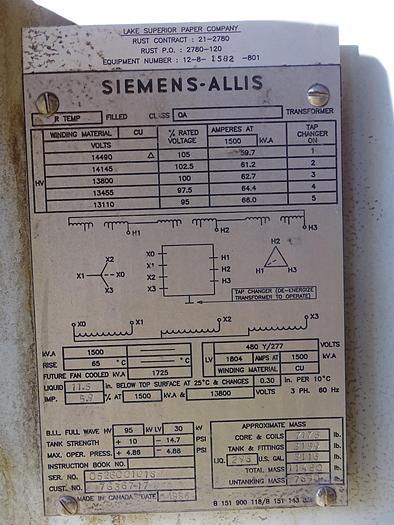 LAKE SUPERIOR PAPER COMPANY
RUST CONTRACT : 21-2780
RUST P.O. : 2780-120
EQUIPMENT NUMBER : 12-8- 1582 -801
SIEMENS-ALLIS
R TEMP FILLED CLASS OA TRANSFORMER
WINDING MATERIAL CU % RATED VOLTAGE AMPERES AT 1500 kV.A TAP CHANGER ON
VOLTS
HV
14490 △ 105 59.7 1
14145 102.5 61.2 2
13800 100 62.7 3
13455 97.5 64.4 4
13110 95 66.0 5
H1 H2 H3
X2 X1 X0 X3
X0 X1 X2 X3 H1 H2 H3
H2 H1 H3
TAP CHANGER (DE-ENERGIZE
TRANSFORMER TO OPERATE)
X0 X1 X2 X3
kV.A 1500
RISE 65 °C °C
FUTURE FAN COOLED kV.A 1725
LV 480 Y/277 VOLTS
1804 AMPS AT 1500 kV.A
WINDING MATERIAL CU
LIQUID 11.5 in. BELOW TOP SURFACE AT 25°C & CHANGES 0.30 in. PER 10°C
IMP. % AT 1500 kV.A & 13800 VOLTS 3 PH. 60 Hz
B.I.L. FULL WAVE HV 95 kV LV 30 kV
TANK STRENGTH + 10 - 14.7 PSI
MAX. OPER. PRESS. + 4.88 - 4.88 PSI
INSTRUCTION BOOK NO.
SER. NO.
CUST. NO.
MADE IN CANADA DATE
APPROXIMATE MASS
CORE & COILS lb.
TANK & FITTINGS lb.
LIQ. U.S. GAL. lb.
TOTAL MASS lb.
UNTANKING MASS lb.
B 151 900 118/B 151 143